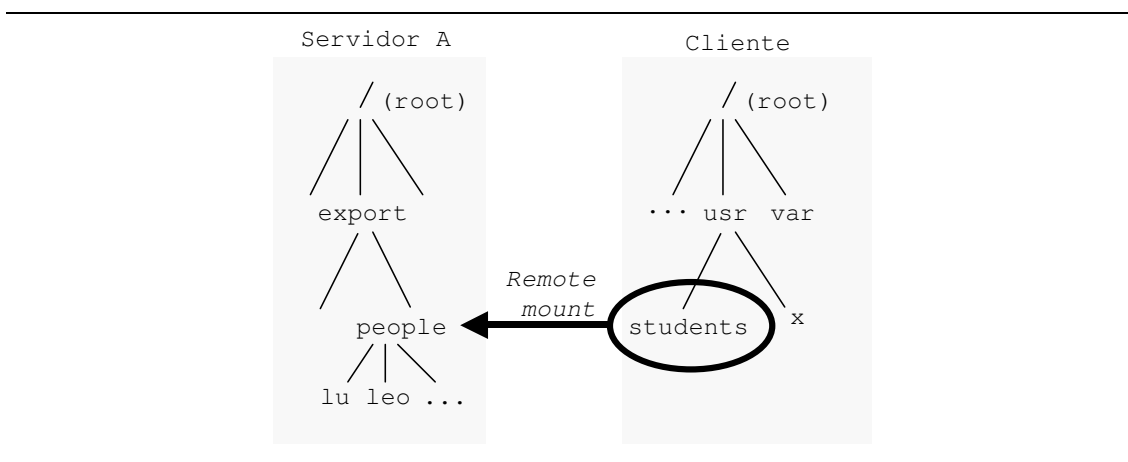 Servidor A
Cliente
(root)
(root)
export
... usr var
Remote
mount
people
students
x
lu leo ...